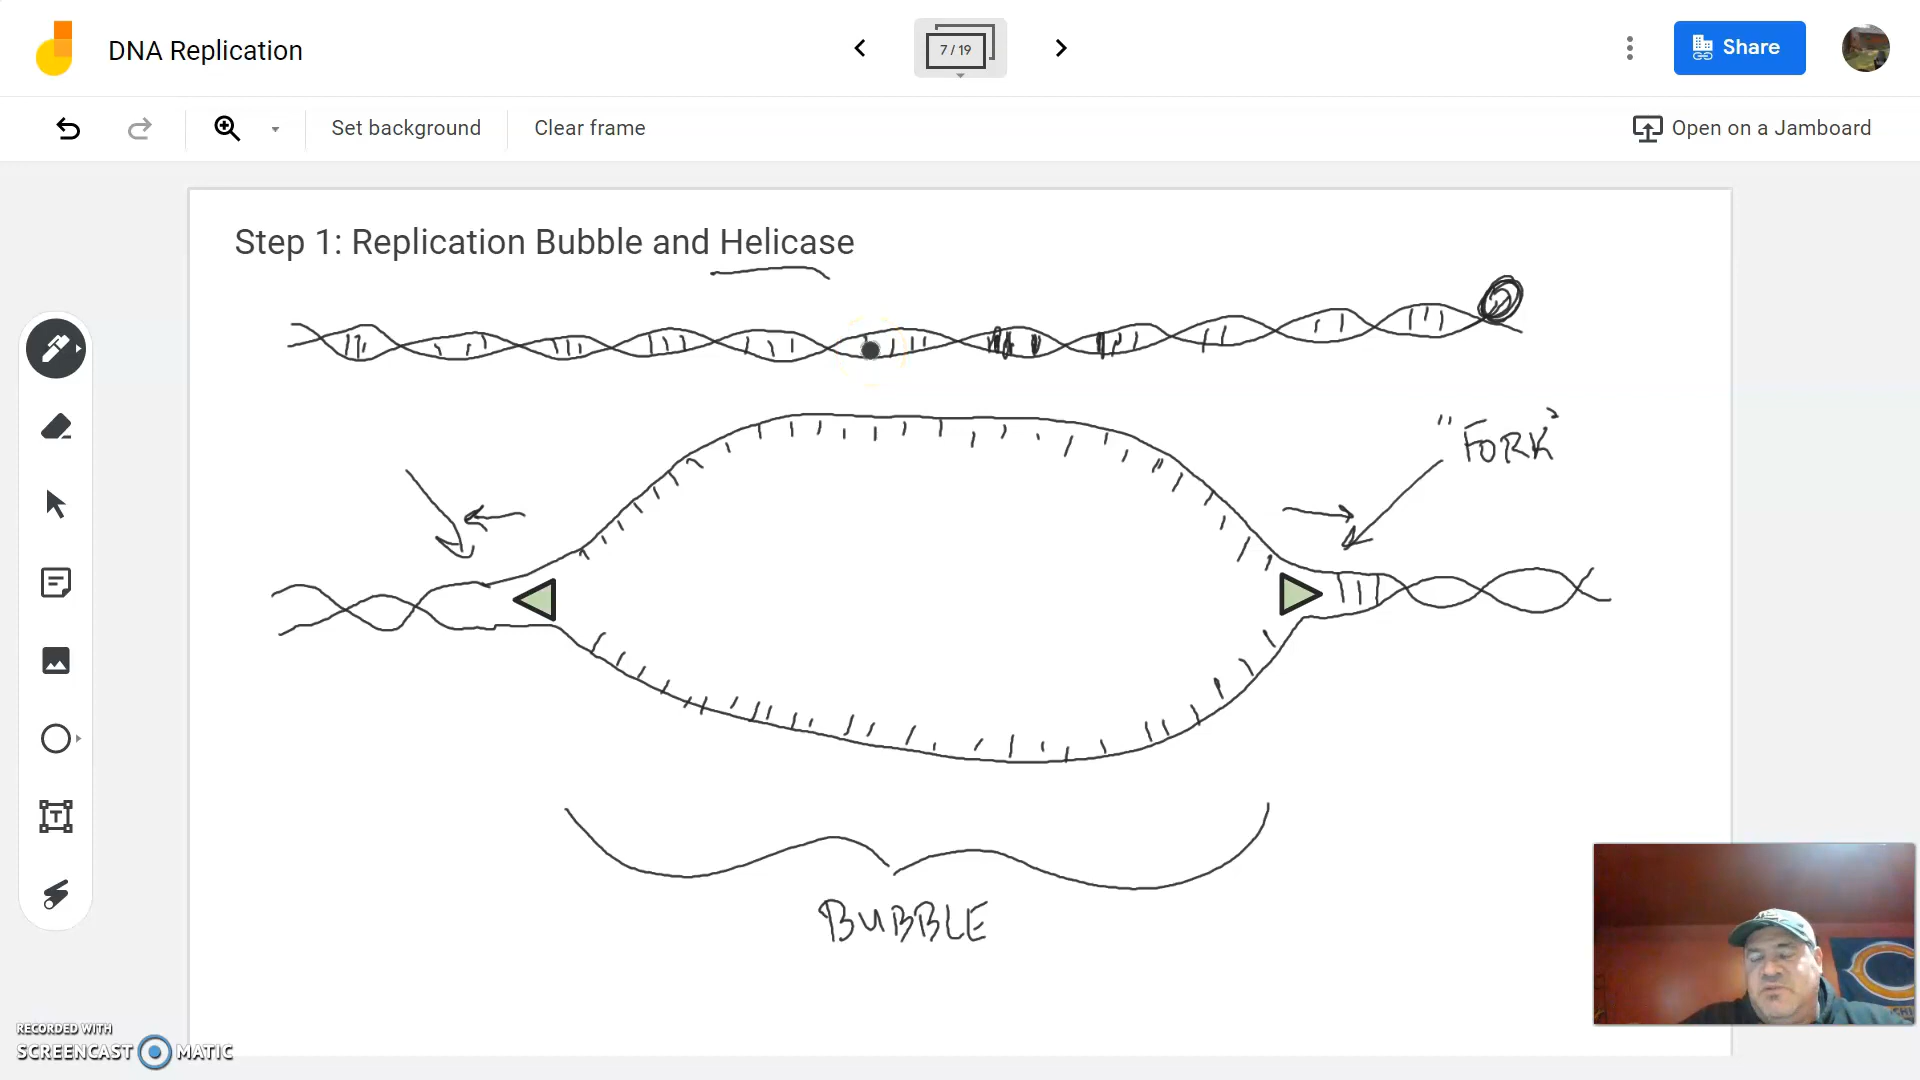 DNA Replication
7 / 19
Share
Set background
Clear frame
Open on a Jamboard
Step 1: Replication Bubble and Helicase
"FORK"
BUBBLE
RECORDED WITH
SCREENCAST MATIC